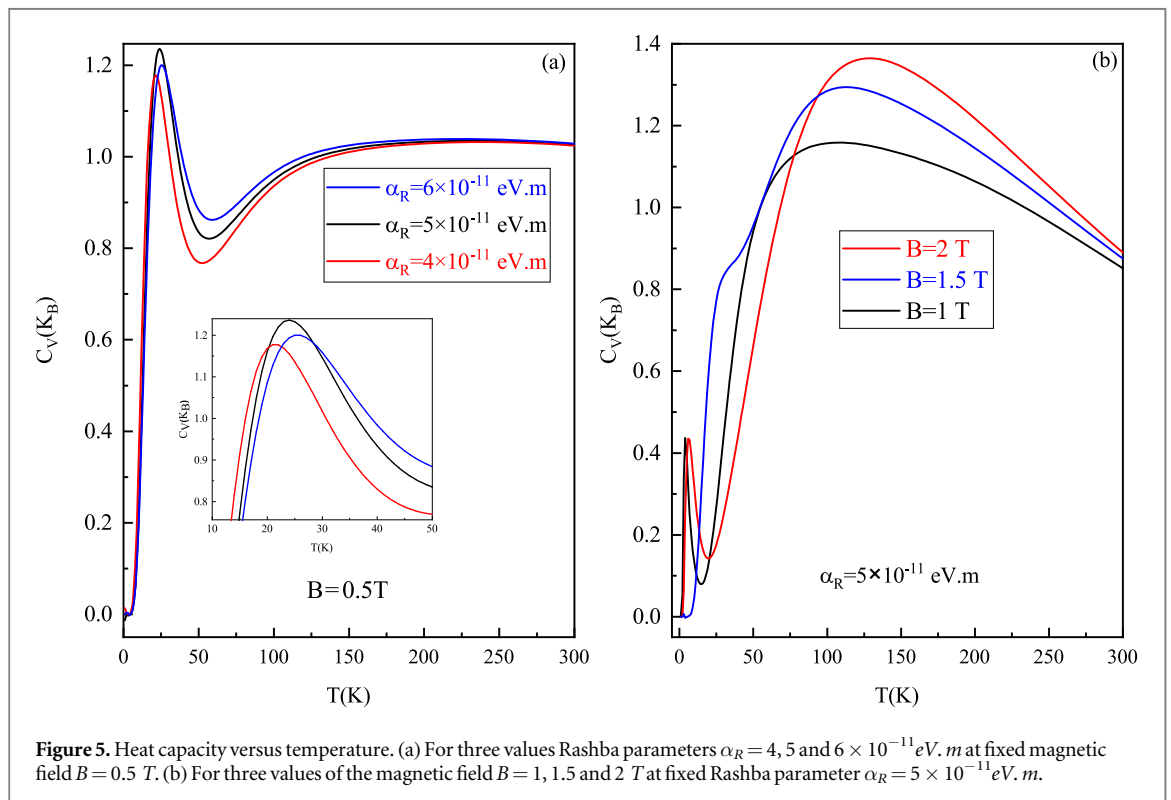 (a)
1.2
1.0
0.8
0.6
0.4
0.2
0.0
C_V(K_B)
α_R=6×10^-11 eV.m
α_R=5×10^-11 eV.m
α_R=4×10^-11 eV.m
1.2
1.1
1.0
0.9
0.8
C_V(K_B)
10 20 30 40 50
T(K)
B=0.5T
0 50 100 150 200 250 300
T(K)
(b)
1.4
1.2
1.0
0.8
0.6
0.4
0.2
0.0
C_V(K_B)
B=2 T
B=1.5 T
B=1 T
α_R=5×10^-11 eV.m
0 50 100 150 200 250 300
T(K)
Figure 5. Heat capacity versus temperature. (a) For three values Rashba parameters α_R = 4, 5 and 6 × 10^-11 eV. m at fixed magnetic
field B = 0.5 T. (b) For three values of the magnetic field B = 1, 1.5 and 2 T at fixed Rashba parameter α_R = 5 × 10^-11 eV. m.